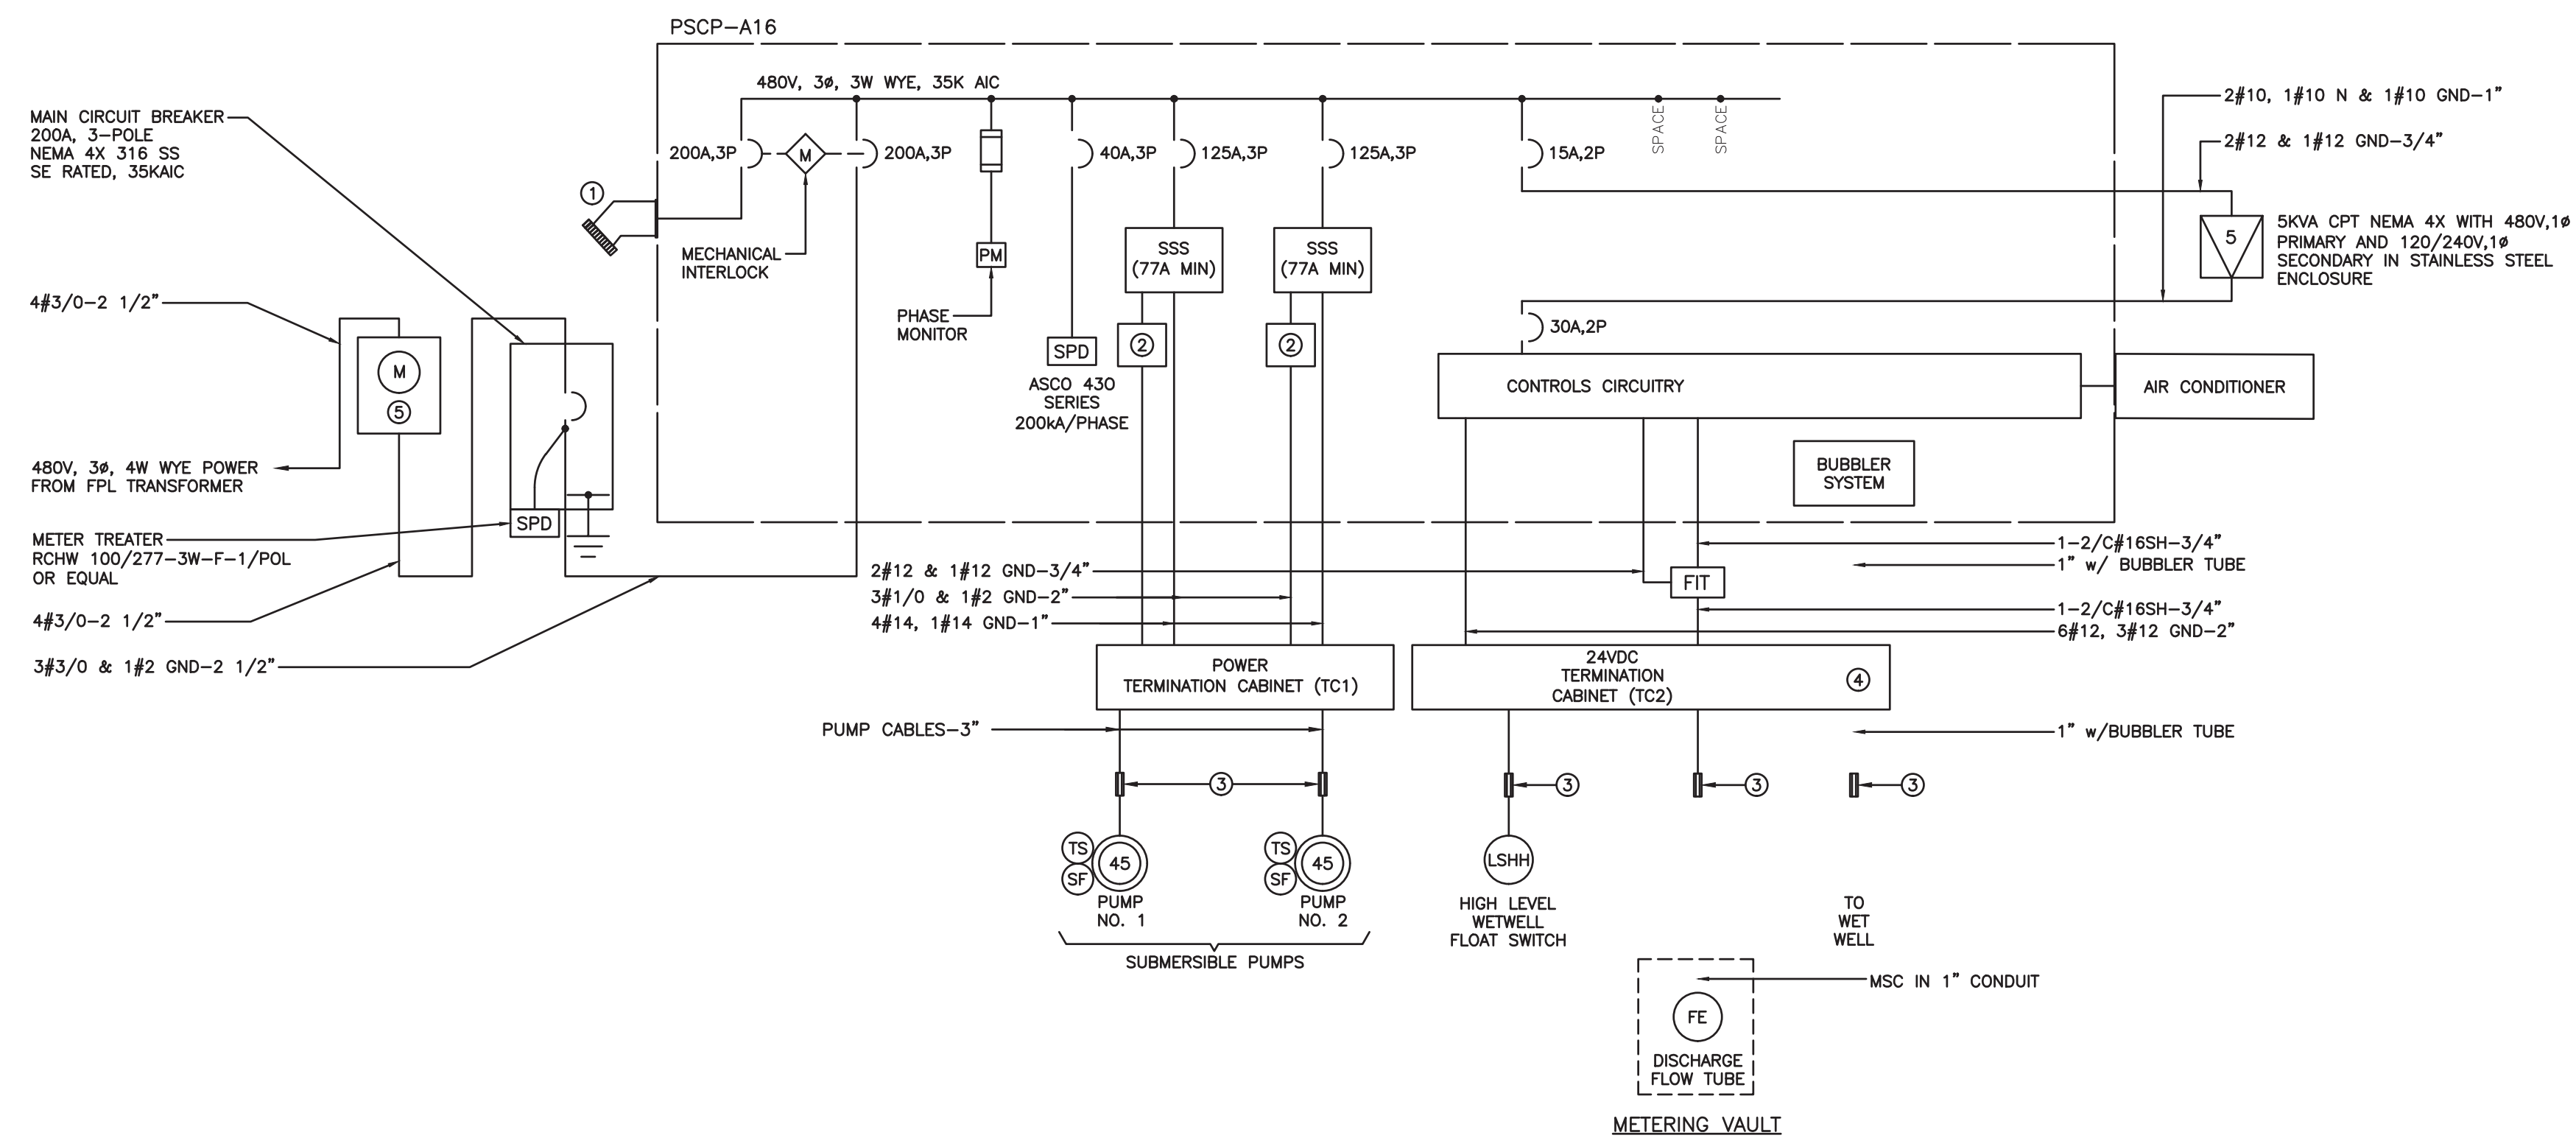 PSCP-A16
480V, 3ø, 3W WYE, 35K AIC
MAIN CIRCUIT BREAKER
200A, 3-POLE
NEMA 4X 316 SS
SE RATED, 35KAIC
200A,3P
M
200A,3P
40A,3P
125A,3P
125A,3P
15A,2P
SPACE
SPACE
2#10, 1#10 N & 1#10 GND-1"
2#12 & 1#12 GND-3/4"
1
MECHANICAL
INTERLOCK
PM
PHASE
MONITOR
SSS
(77A MIN)
SSS
(77A MIN)
5
5KVA CPT NEMA 4X WITH 480V,1ø
PRIMARY AND 120/240V,1ø
SECONDARY IN STAINLESS STEEL
ENCLOSURE
4#3/0-2 1/2"
M
5
SPD
ASCO 430
SERIES
200kA/PHASE
2
2
30A,2P
CONTROLS CIRCUITRY
AIR CONDITIONER
480V, 3ø, 4W WYE POWER
FROM FPL TRANSFORMER
BUBBLER
SYSTEM
SPD
METER TREATER
RCHW 100/277-3W-F-1/POL
OR EQUAL
4#3/0-2 1/2"
3#3/0 & 1#2 GND-2 1/2"
2#12 & 1#12 GND-3/4"
3#1/0 & 1#2 GND-2"
4#14, 1#14 GND-1"
FIT
1-2/C#16SH-3/4"
1" w/ BUBBLER TUBE
1-2/C#16SH-3/4"
6#12, 3#12 GND-2"
POWER
TERMINATION CABINET (TC1)
24VDC
TERMINATION
CABINET (TC2)
4
PUMP CABLES-3"
1" w/BUBBLER TUBE
3
3
3
3
TS
SF
45
PUMP
NO. 1
TS
SF
45
PUMP
NO. 2
SUBMERSIBLE PUMPS
LSHH
HIGH LEVEL
WETWELL
FLOAT SWITCH
TO
WET
WELL
MSC IN 1" CONDUIT
FE
DISCHARGE
FLOW TUBE
METERING VAULT